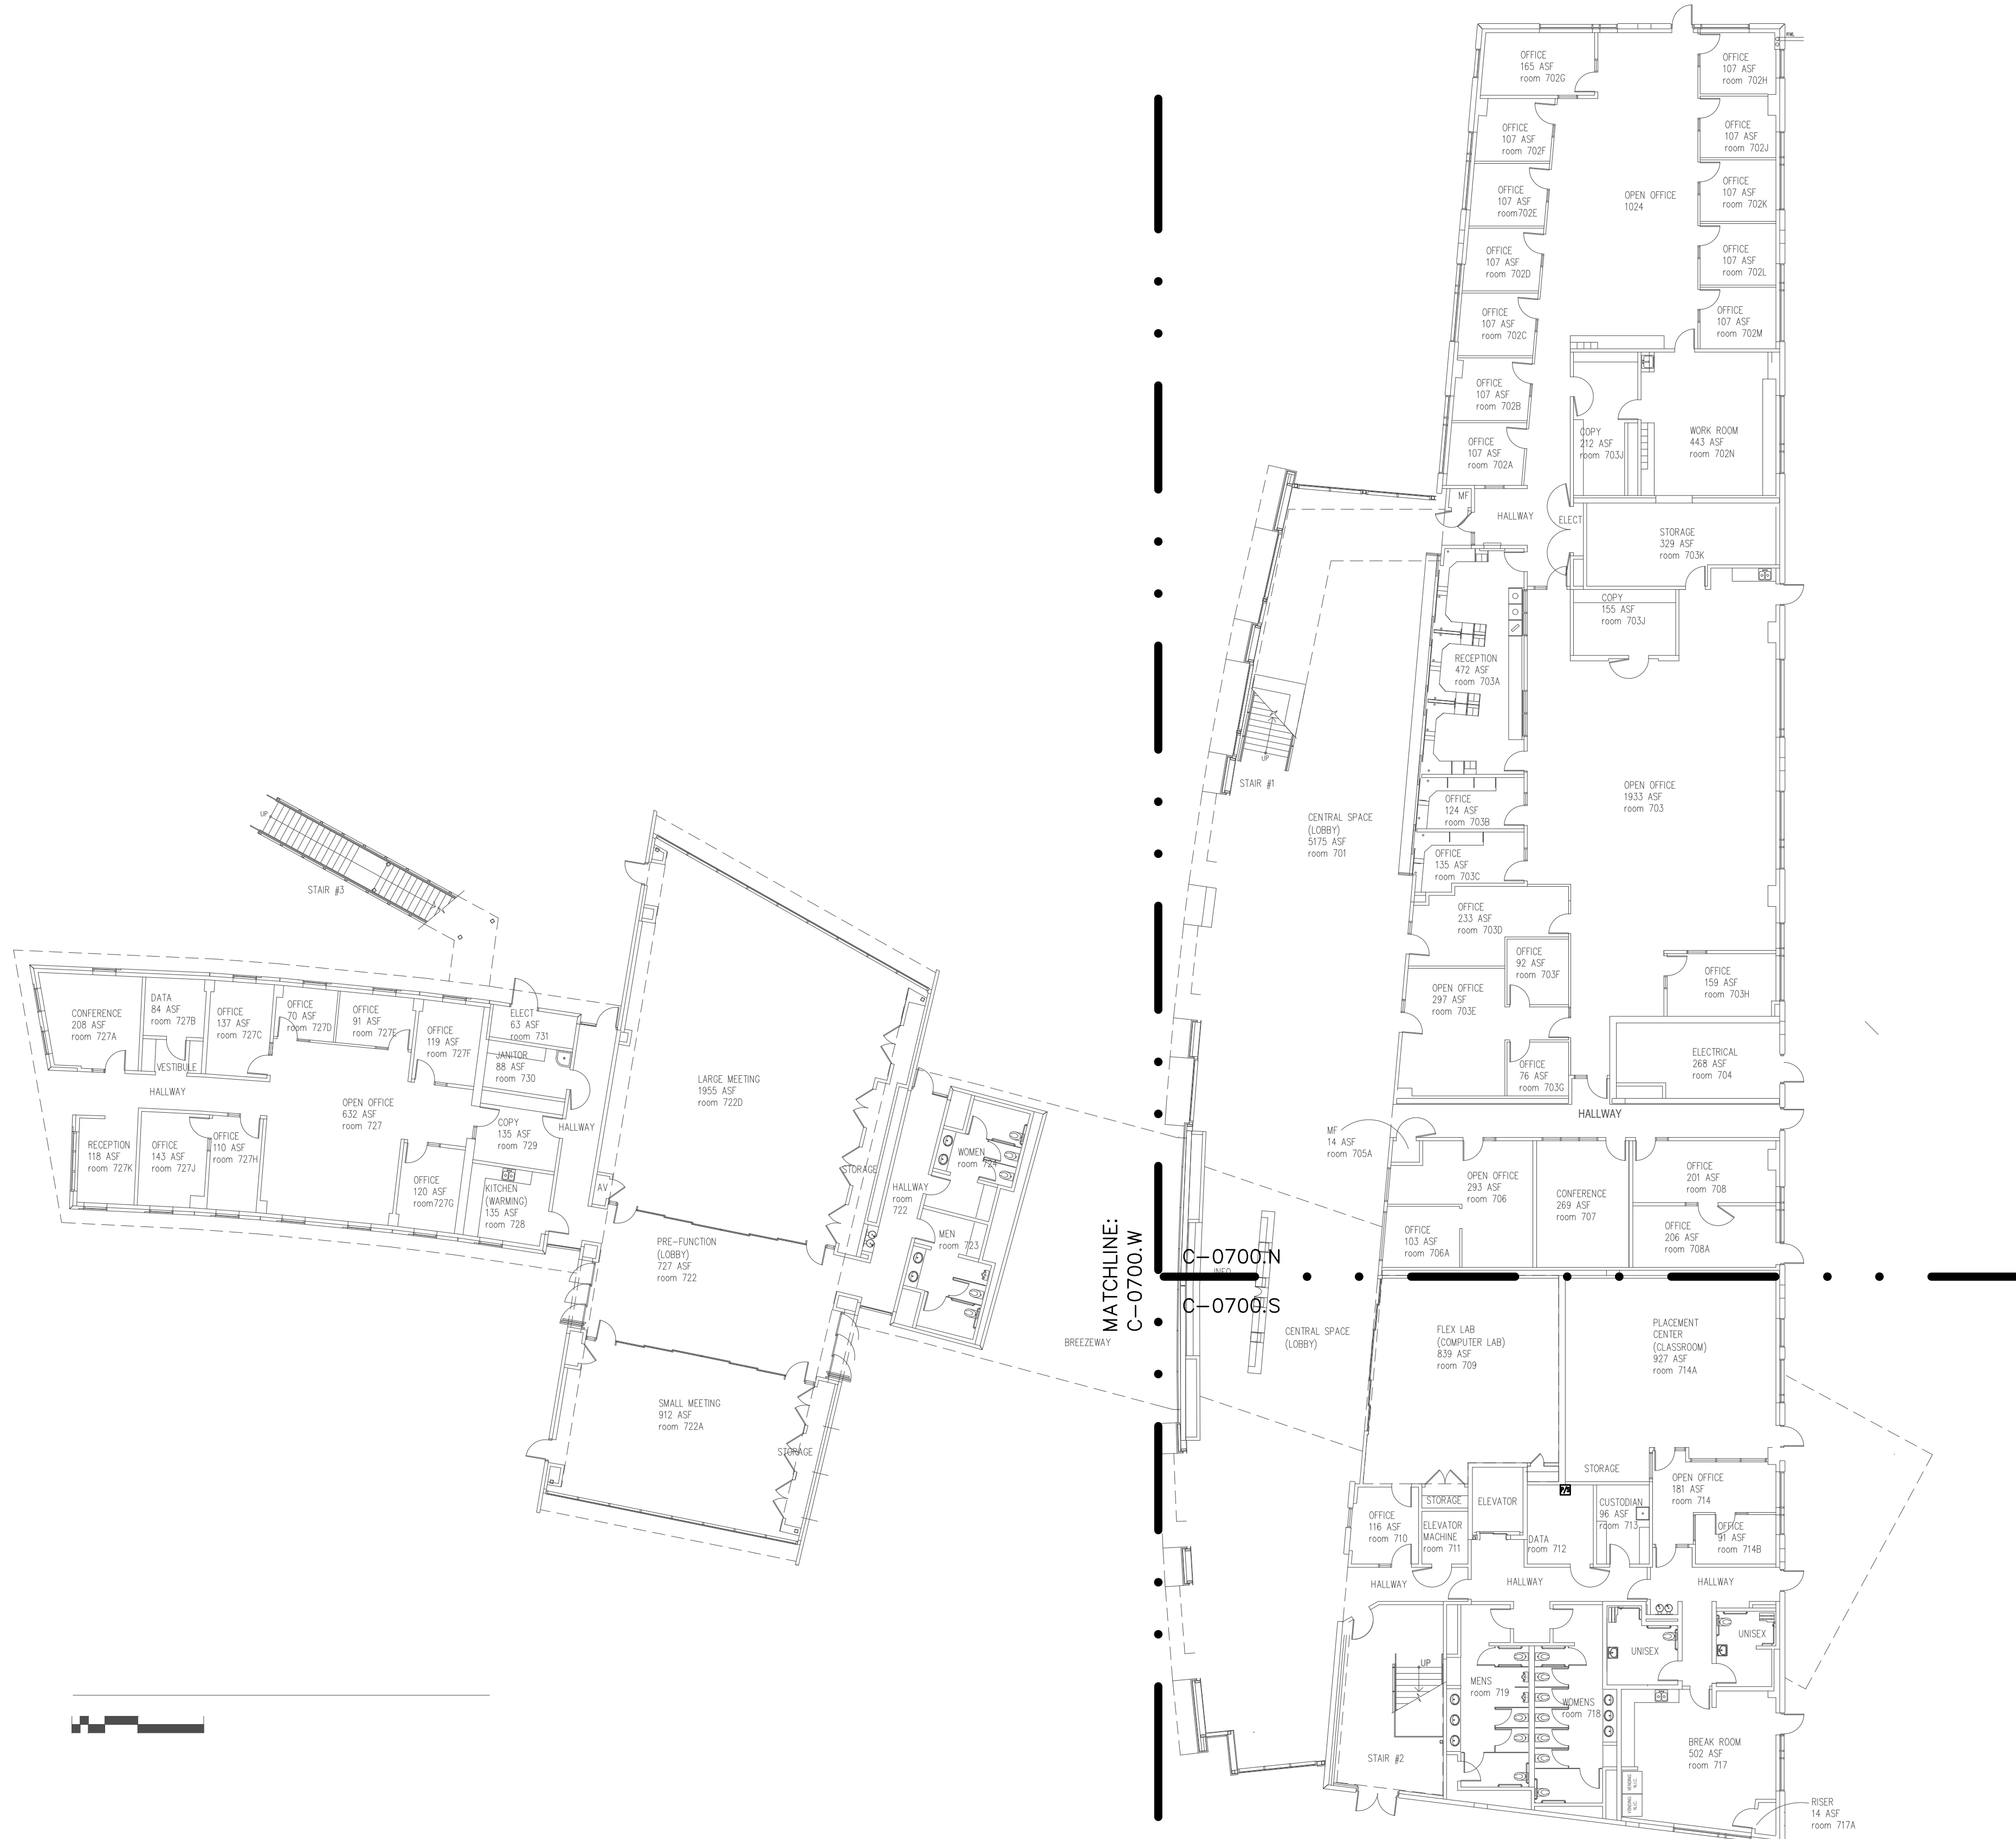 OFFICE
165 ASF
room 702G
OFFICE
107 ASF
room 702H
OFFICE
107 ASF
room 702F
OFFICE
107 ASF
room 702J
OFFICE
107 ASF
room702E
OPEN OFFICE
1024
OFFICE
107 ASF
room 702K
OFFICE
107 ASF
room 702D
OFFICE
107 ASF
room 702L
OFFICE
107 ASF
room 702C
OFFICE
107 ASF
room 702M
OFFICE
107 ASF
room 702B
OFFICE
107 ASF
room 702A
COPY
212 ASF
room 703J
WORK ROOM
443 ASF
room 702N
MF
HALLWAY
ELECT
STORAGE
329 ASF
room 703K
COPY
155 ASF
room 703J
RECEPTION
472 ASF
room 703A
UP
STAIR #1
OPEN OFFICE
1933 ASF
room 703
OFFICE
124 ASF
room 703B
CENTRAL SPACE
(LOBBY)
5175 ASF
room 701
OFFICE
135 ASF
room 703C
OFFICE
233 ASF
room 703D
OFFICE
92 ASF
room 703F
OFFICE
159 ASF
room 703H
OPEN OFFICE
297 ASF
room 703E
OFFICE
76 ASF
room 703G
ELECTRICAL
268 ASF
room 704
HALLWAY
MF
14 ASF
room 705A
OPEN OFFICE
293 ASF
room 706
CONFERENCE
269 ASF
room 707
OFFICE
201 ASF
room 708
OFFICE
103 ASF
room 706A
OFFICE
206 ASF
room 708A
UP
STAIR #3
CONFERENCE
208 ASF
room 727A
DATA
84 ASF
room 727B
OFFICE
137 ASF
room 727C
OFFICE
70 ASF
room 727D
OFFICE
91 ASF
room 727E
OFFICE
119 ASF
room 727F
ELECT
63 ASF
room 731
JANITOR
88 ASF
room 730
VESTIBULE
HALLWAY
OPEN OFFICE
632 ASF
room 727
COPY
135 ASF
room 729
HALLWAY
RECEPTION
118 ASF
room 727K
OFFICE
143 ASF
room 727J
OFFICE
110 ASF
room 727H
OFFICE
120 ASF
room727G
KITCHEN
(WARMING)
135 ASF
room 728
LARGE MEETING
1955 ASF
room 722D
AV
STORAGE
HALLWAY
room
722
WOMEN
room 724
MEN
room 723
PRE-FUNCTION
(LOBBY)
727 ASF
room 722
SMALL MEETING
912 ASF
room 722A
STORAGE
BREEZEWAY
MATCHLINE:
C-0700.W
C-0700.N
INFO
C-0700.S
CENTRAL SPACE
(LOBBY)
FLEX LAB
(COMPUTER LAB)
839 ASF
room 709
PLACEMENT
CENTER
(CLASSROOM)
927 ASF
room 714A
STORAGE
OPEN OFFICE
181 ASF
room 714
OFFICE
116 ASF
room 710
STORAGE
ELEVATOR
MACHINE
room 711
ELEVATOR
DATA
room 712
CUSTODIAN
96 ASF
room 713
OFFICE
91 ASF
room 714B
HALLWAY
HALLWAY
HALLWAY
UP
STAIR #2
MENS
room 719
WOMENS
room 718
UNISEX
UNISEX
BREAK ROOM
502 ASF
room 717
VENDING
N.I.C.
VENDING
N.I.C.
RISER
14 ASF
room 717A